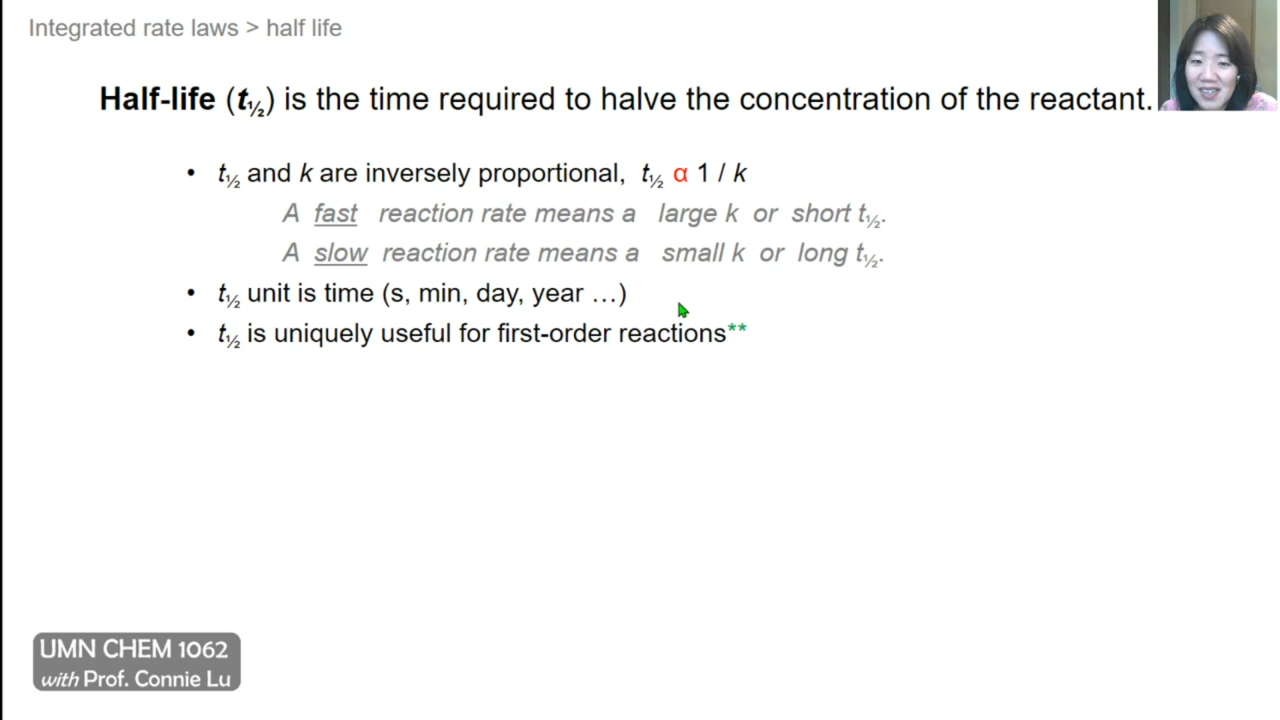 Integrated rate laws > half life
Half-life (t½) is the time required to halve the concentration of the reactant.
• t½ and k are inversely proportional, t½ α 1 / k
A fast reaction rate means a large k or short t½.
A slow reaction rate means a small k or long t½.
• t½ unit is time (s, min, day, year …)
• t½ is uniquely useful for first-order reactions**
UMN CHEM 1062
with Prof. Connie Lu